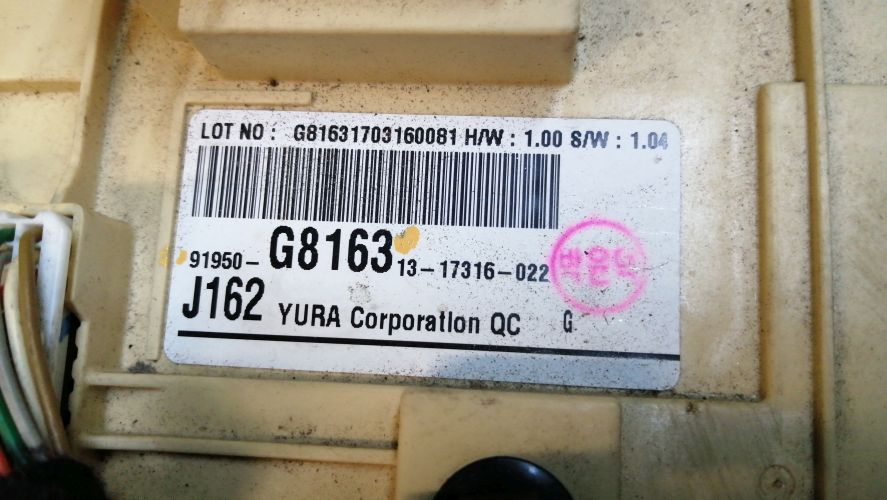 LOT NO : G81631703160081 H/W : 1.00 S/W : 1.04
91950- G8163 13-17316-022
J162 YURA Corporation QC G